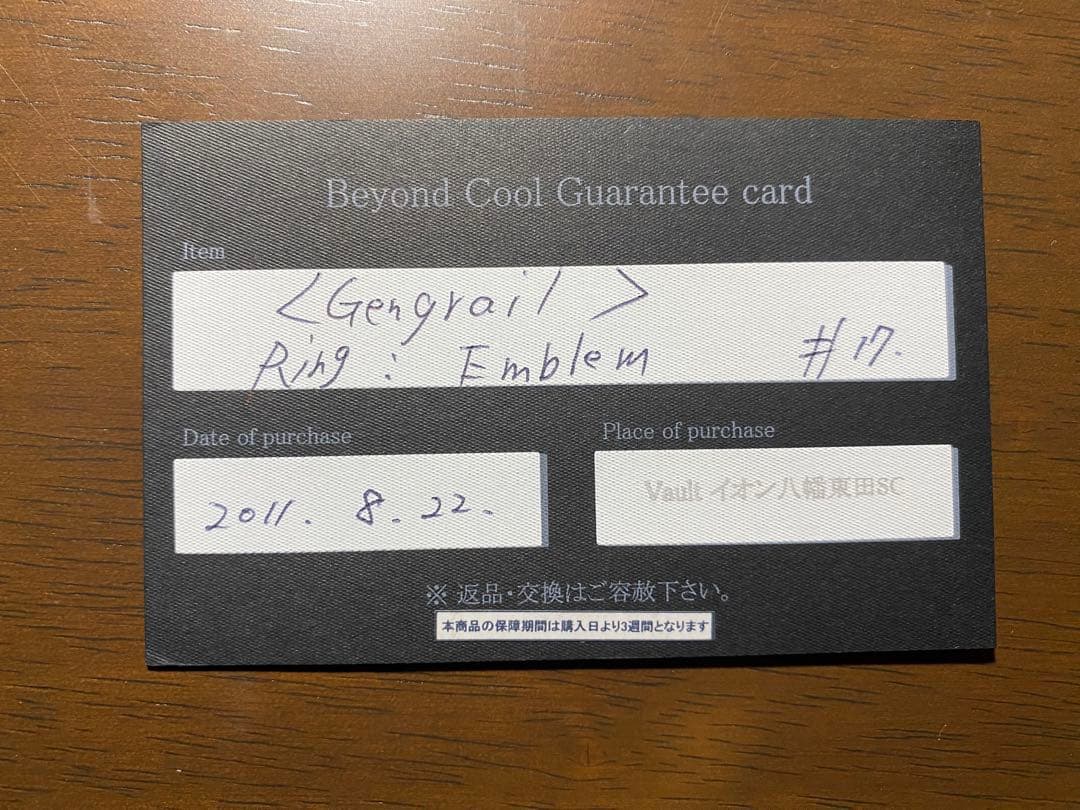 Beyond Cool Guarantee card
Item
<Gengrail>
Ring : Emblem #17.
Date of purchase
Place of purchase
2011. 8. 22.
Vault イオン八幡東田SC
※ 返品・交換はご容赦下さい。
本商品の保障期間は購入日より3週間となります